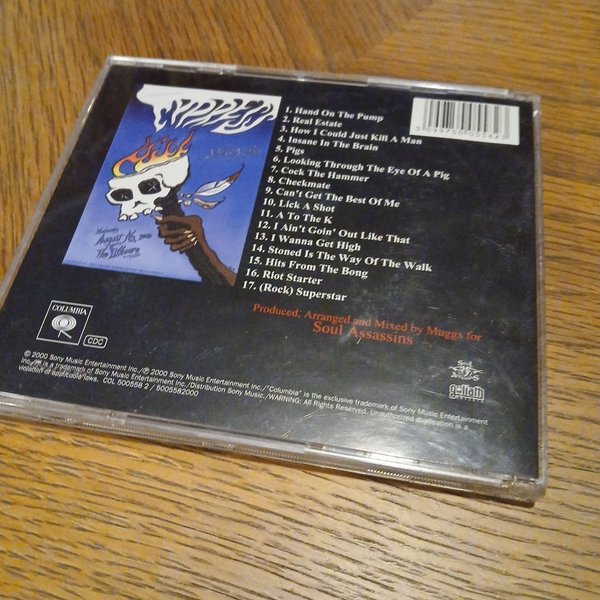 1. Hand On The Pump
2. Real Estate
3. How I Could Just Kill A Man
4. Insane In The Brain
5. Pigs
6. Looking Through The Eye Of A Pig
7. Cock The Hammer
8. Checkmate
9. Can't Get The Best Of Me
10. Lick A Shot
11. A To The K
12. I Ain't Goin' Out Like That
13. I Wanna Get High
14. Stoned Is The Way Of The Walk
15. Hits From The Bong
16. Riot Starter
17. (Rock) Superstar
Produced, Arranged and Mixed by Muggs for
Soul Assassins
August 16, 2000
The Fillmore
COLUMBIA
CDC
© 2000 Sony Music Entertainment Inc./℗ 2000 Sony Music Entertainment Inc./"Columbia" is the exclusive trademark of Sony Music Entertainment
Inc./ is a trademark of Sony Music Entertainment Inc./Distribution Sony Music./WARNING: All Rights Reserved. Unauthorized duplication is a
violation of applicable laws. COL 500558 2 / 5005582000